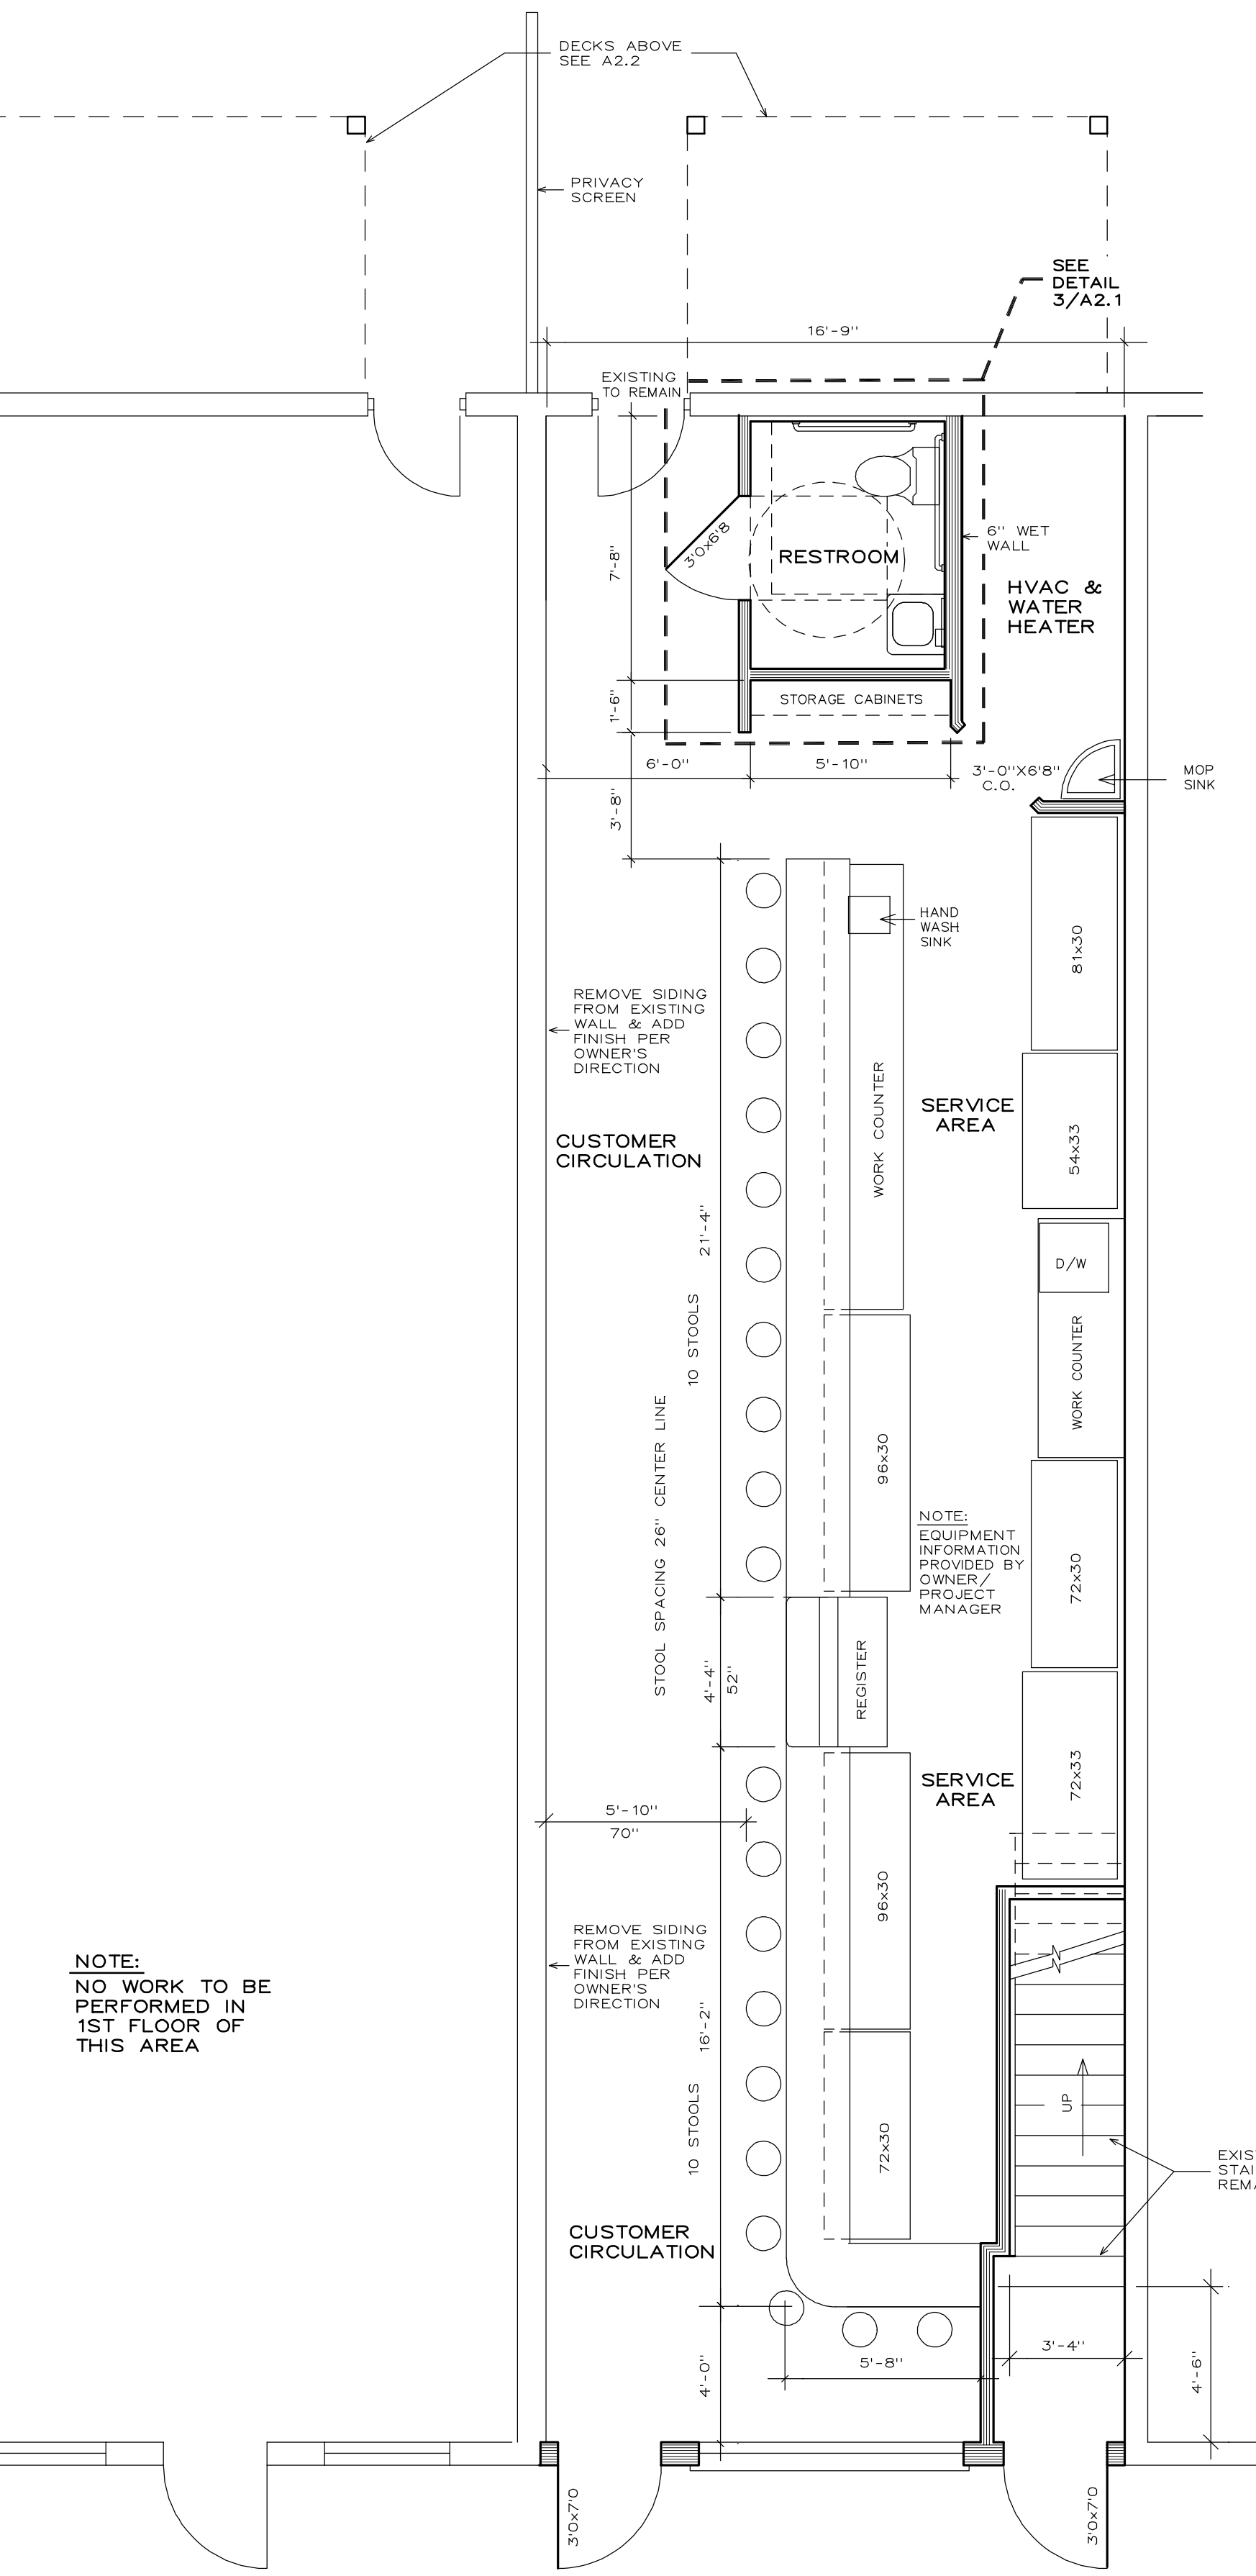 DECKS ABOVE
SEE A2.2
PRIVACY
SCREEN
SEE
DETAIL
3/A2.1
16'-9"
EXISTING
TO REMAIN
7'-8"
3'0x6'8
RESTROOM
6" WET
WALL
HVAC &
WATER
HEATER
1'-6"
STORAGE CABINETS
6'-0"
5'-10"
3'-0"X6'8"
C.O.
MOP
SINK
3'-8"
HAND
WASH
SINK
81x30
REMOVE SIDING
FROM EXISTING
WALL & ADD
FINISH PER
OWNER'S
DIRECTION
WORK COUNTER
SERVICE
AREA
54x33
CUSTOMER
CIRCULATION
21'-4"
10 STOOLS
D/W
WORK COUNTER
STOOL SPACING 26" CENTER LINE
96x30
NOTE:
EQUIPMENT
INFORMATION
PROVIDED BY
OWNER/
PROJECT
MANAGER
72x30
4'-4"
52"
REGISTER
SERVICE
AREA
72x33
5'-10"
70"
96x30
REMOVE SIDING
FROM EXISTING
WALL & ADD
FINISH PER
OWNER'S
DIRECTION
NOTE:
NO WORK TO BE
PERFORMED IN
1ST FLOOR OF
THIS AREA
16'-2"
10 STOOLS
72x30
UP
EXIS
STAI
REM
CUSTOMER
CIRCULATION
4'-0"
5'-8"
3'-4"
4'-6"
3'0x7'0
3'0x7'0